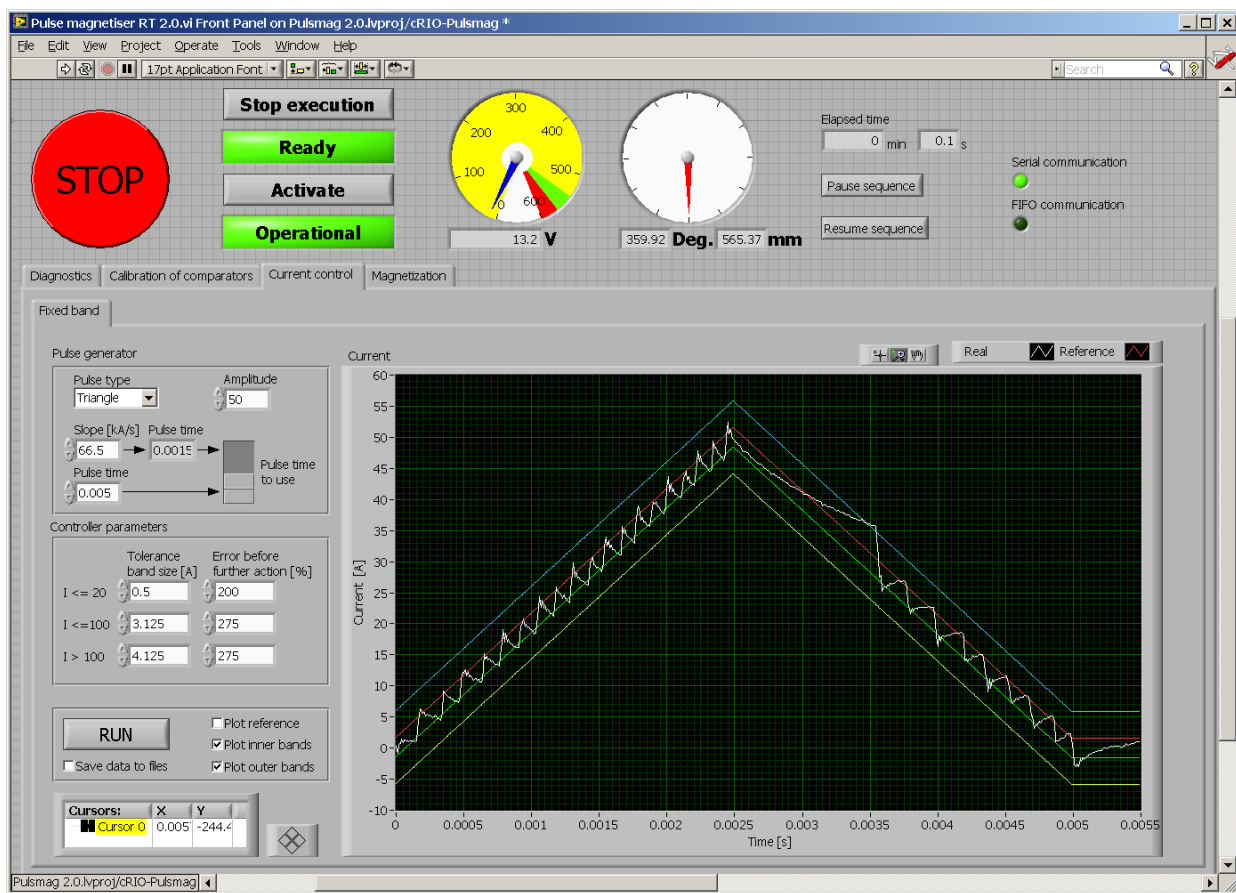 Pulse magnetiser RT 2.0.vi Front Panel on Pulsmag 2.0.lvproj/cRIO-Pulsmag *
File Edit View Project Operate Tools Window Help
17pt Application Font
Search
STOP
Stop execution
Ready
Activate
Operational
0 100 200 300 400 500 600
13.2 V
359.92 Deg. 565.37 mm
Elapsed time
0 min 0.1 s
Pause sequence
Resume sequence
Serial communication
FIFO communication
Diagnostics Calibration of comparators Current control Magnetization
Fixed band
Pulse generator
Pulse type Amplitude
Triangle 50
Slope [kA/s] Pulse time
66.5 0.0015
Pulse time
0.005
Pulse time
to use
Controller parameters
Tolerance Error before
band size [A] further action [%]
I <= 20 0.5 200
I <=100 3.125 275
I > 100 4.125 275
RUN
Save data to files
Plot reference
Plot inner bands
Plot outer bands
Cursors: X Y
Cursor 0 0.005 -244.4
Current
Real Reference
60
55
50
45
40
35
30
25
20
15
10
5
0
-5
-10
Current [A]
0 0.0005 0.001 0.0015 0.002 0.0025 0.003 0.0035 0.004 0.0045 0.005 0.0055
Time [s]
Pulsmag 2.0.lvproj/cRIO-Pulsmag